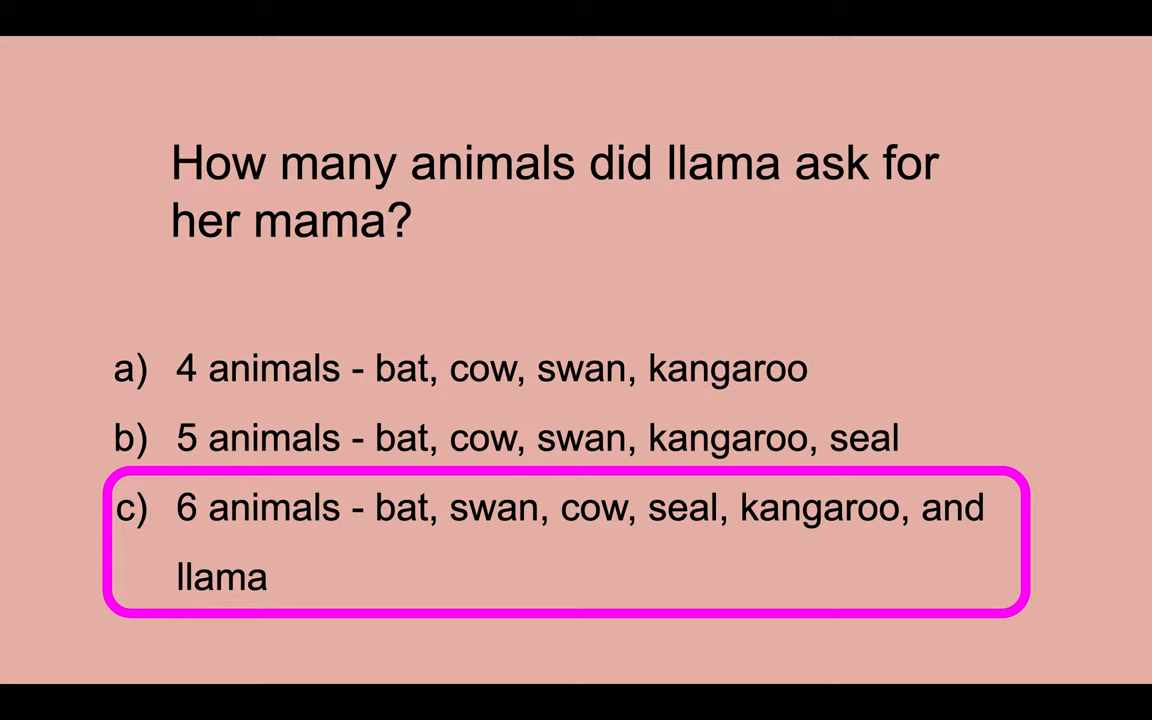 How many animals did llama ask for
her mama?
a) 4 animals - bat, cow, swan, kangaroo
b) 5 animals - bat, cow, swan, kangaroo, seal
c) 6 animals - bat, swan, cow, seal, kangaroo, and
llama